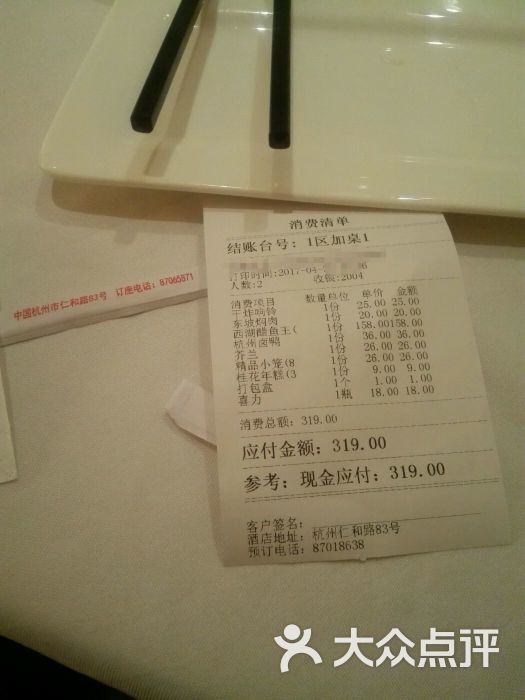 中国杭州市仁和路83号 订座电话：87065871
消费清单
结账台号：1区加桌1
打印时间:2017-04-
人数:2 收银:2004
消费项目 数量单位 单价 金额
干炸响铃 1份 25.00 25.00
东坡焖肉 1份 20.00 20.00
西湖醋鱼王( 1份 158.00 158.00
杭州卤鸭 1份 36.00 36.00
芥兰 1份 26.00 26.00
精品小笼(8 1份 26.00 26.00
桂花年糕(3 1份 9.00 9.00
打包盒 1个 1.00 1.00
喜力 1瓶 18.00 18.00
消费总额: 319.00
应付金额: 319.00
参考: 现金应付: 319.00
客户签名:
酒店地址: 杭州仁和路83号
预订电话: 87018638
大众点评